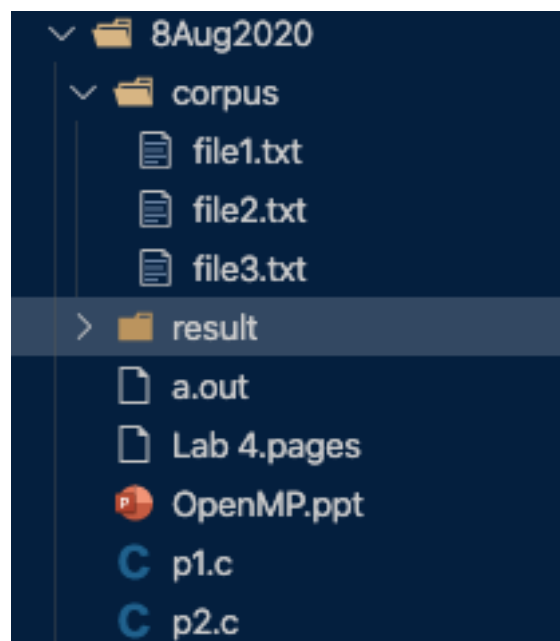 8Aug2020
corpus
file1.txt
file2.txt
file3.txt
result
a.out
Lab 4.pages
OpenMP.ppt
C p1.c
C p2.c